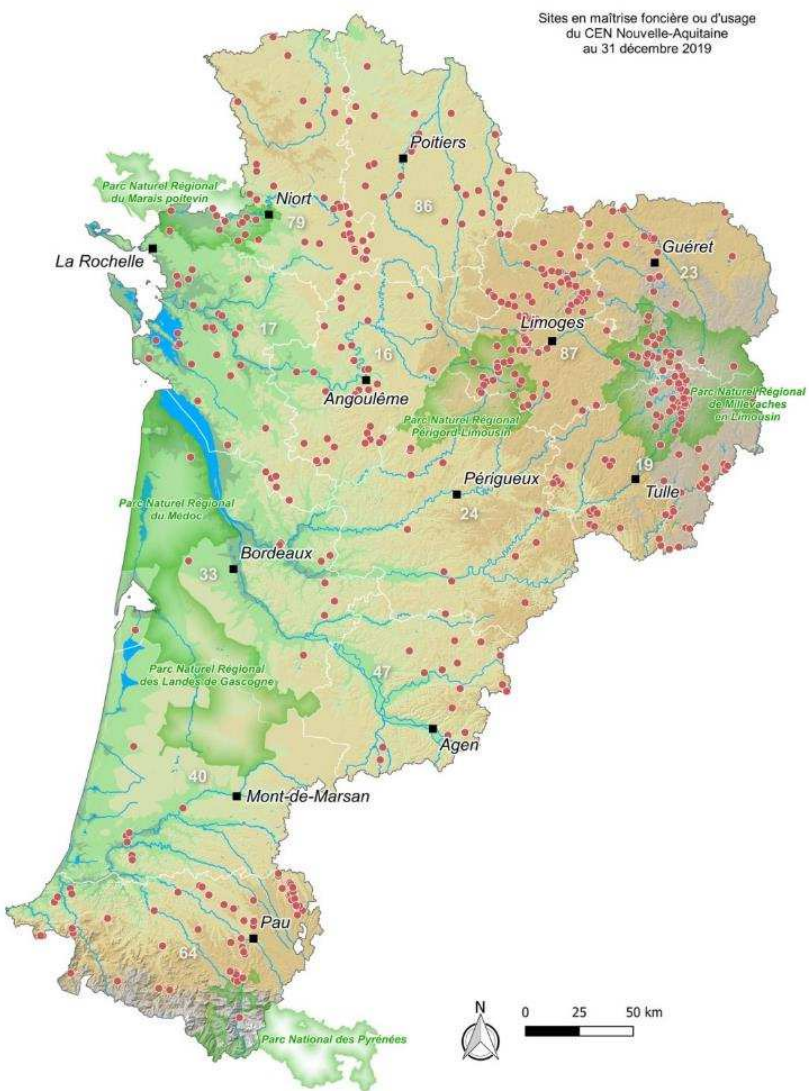 Sites en maîtrise foncière ou d'usage
du CEN Nouvelle-Aquitaine
au 31 décembre 2019
Poitiers
Parc Naturel Régional
du Marais poitevin
Niort
79
86
La Rochelle
Guéret
23
17
Limoges
87
16
Angoulême
Parc Naturel Régional
Périgord-Limousin
Parc Naturel Régional
de Millevaches
en Limousin
19
Tulle
Périgueux
24
Parc Naturel Régional
du Médoc
Bordeaux
33
Parc Naturel Régional
des Landes de Gascogne
47
Agen
40
Mont-de-Marsan
Pau
64
Parc National des Pyrénées
N
0 25 50 km